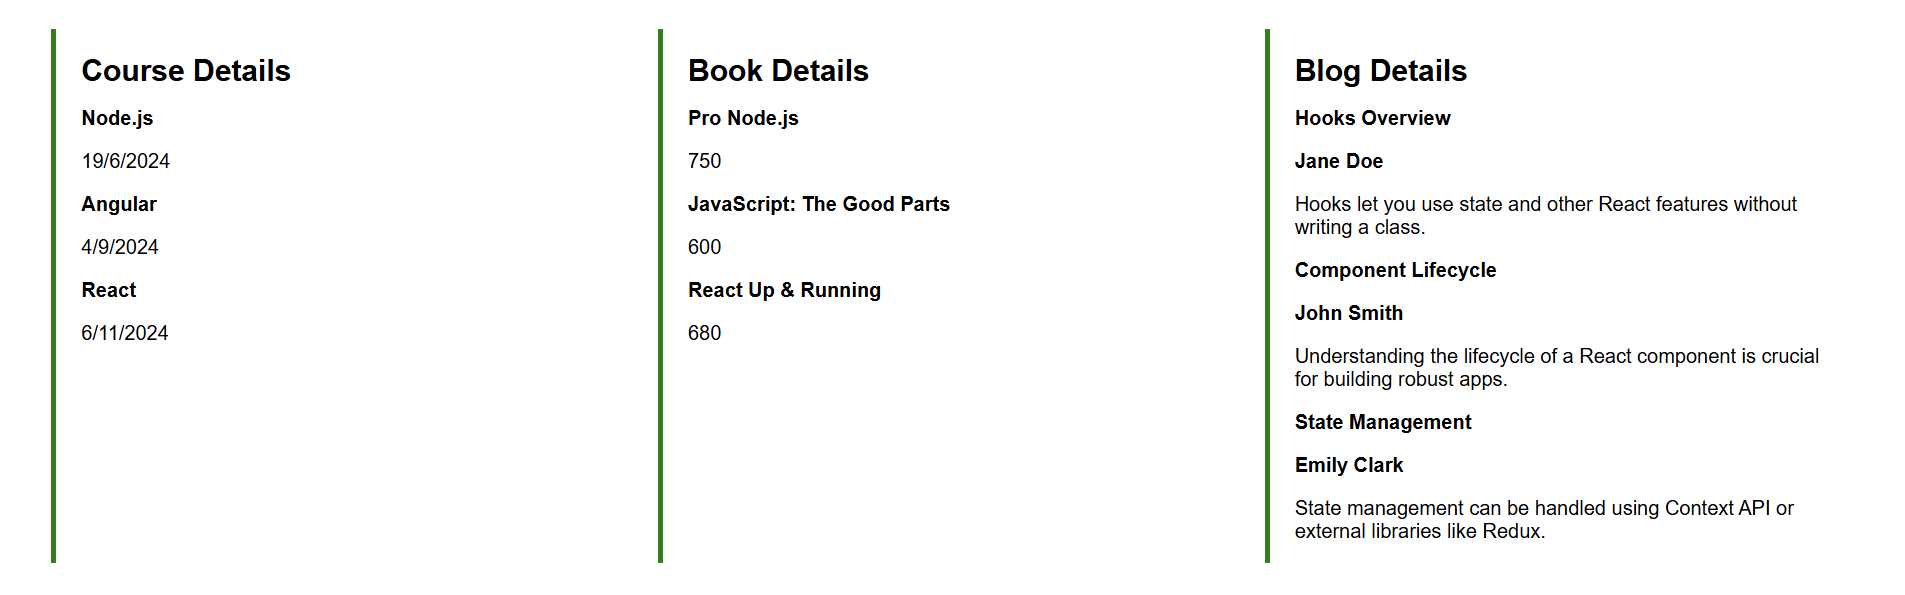 Course Details
Node.js
19/6/2024
Angular
4/9/2024
React
6/11/2024
Book Details
Pro Node.js
750
JavaScript: The Good Parts
600
React Up & Running
680
Blog Details
Hooks Overview
Jane Doe
Hooks let you use state and other React features without
writing a class.
Component Lifecycle
John Smith
Understanding the lifecycle of a React component is crucial
for building robust apps.
State Management
Emily Clark
State management can be handled using Context API or
external libraries like Redux.